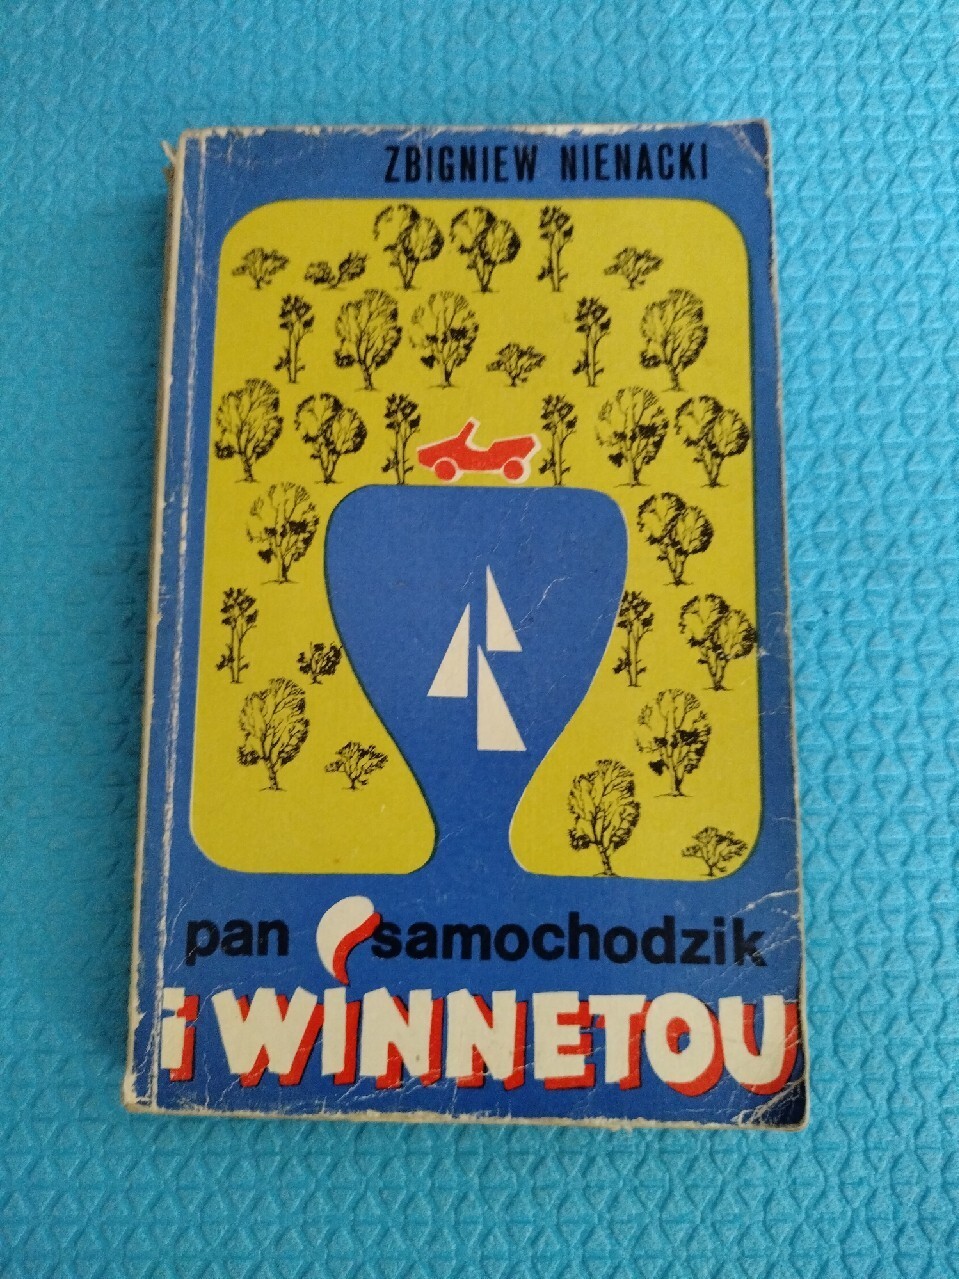 ZBIGNIEW NIENACKI
pan samochodzik
i WINNETOU